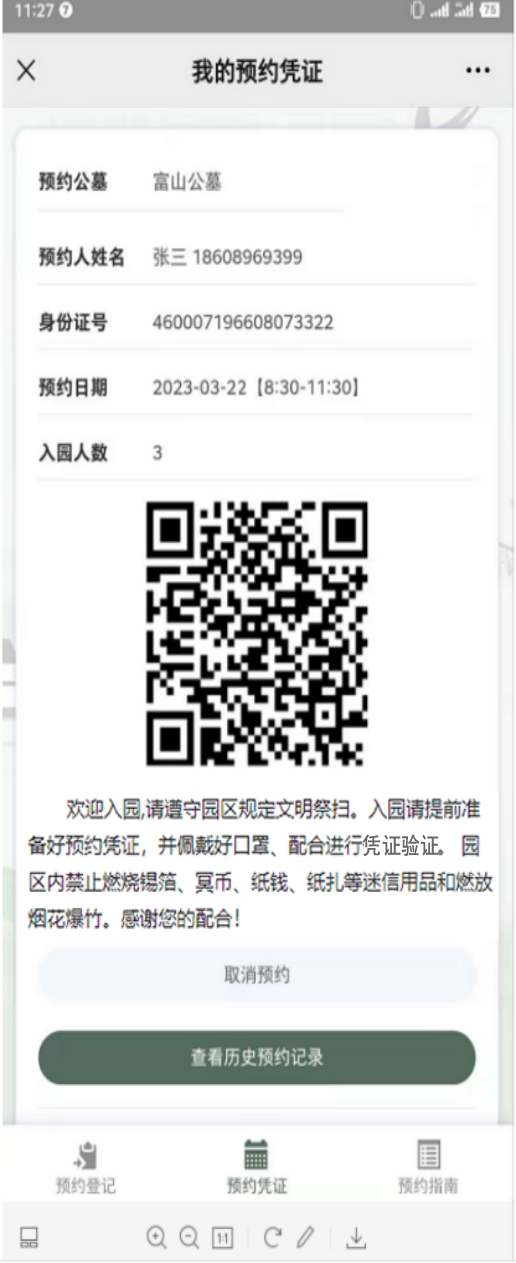 11:27 7 75
我的预约凭证
预约公墓 富山公墓
预约人姓名 张三 18608969399
身份证号 460007196608073322
预约日期 2023-03-22【8:30-11:30】
入园人数 3
欢迎入园,请遵守园区规定文明祭扫。入园请提前准
备好预约凭证，并佩戴好口罩、配合进行凭证验证。 园
区内禁止燃烧锡箔、冥币、纸钱、纸扎等迷信用品和燃放
烟花爆竹。感谢您的配合！
取消预约
查看历史预约记录
预约登记 预约凭证 预约指南
1:1